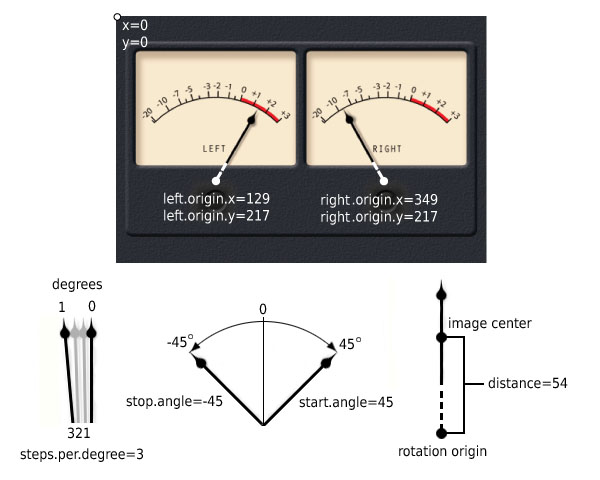 x=0
y=0
-20 -10 -7 -5 -3 -2 -1 0 +1 +2 +3
-20 -10 -7 -5 -3 -2 -1 0 +1 +2 +3
LEFT
RIGHT
left.origin.x=129
left.origin.y=217
right.origin.x=349
right.origin.y=217
degrees
1 0
321
steps.per.degree=3
0
-45°
45°
stop.angle=-45
start.angle=45
image center
distance=54
rotation origin